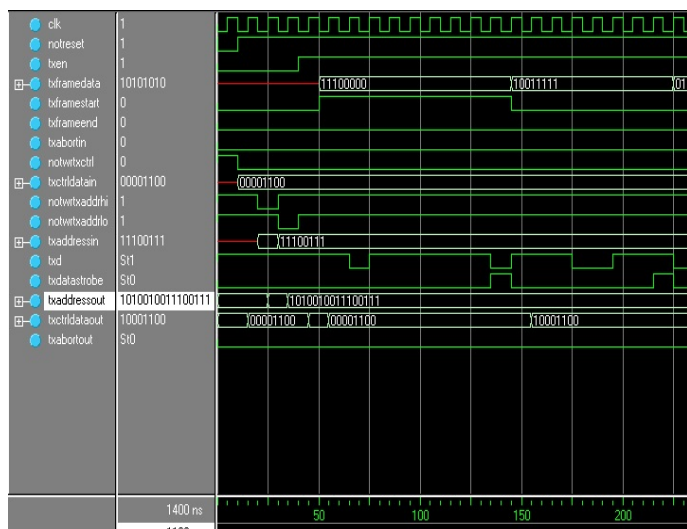 clk 1
notreset 1
txen 1
txframedata 10101010 11100000 10011111 01
txframestart 0
txframeend 0
txabortin 0
notwrtxctrl 0
txctrldatain 00001100 00001100
notwrtxaddrhi 1
notwrtxaddrlo 1
txaddressin 11100111 11100111
txd St1
txdatastrobe St0
txaddressout 1010010011100111 1010010011100111
txctrldataout 10001100 00001100 00001100 10001100
txabortout St0
1400 ns 50 100 150 200